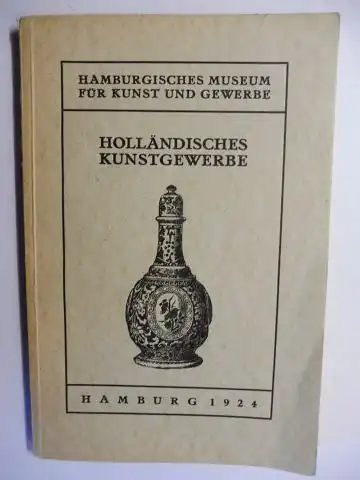 HAMBURGISCHES MUSEUM
FÜR KUNST UND GEWERBE
HOLLÄNDISCHES
KUNSTGEWERBE
HAMBURG 1924